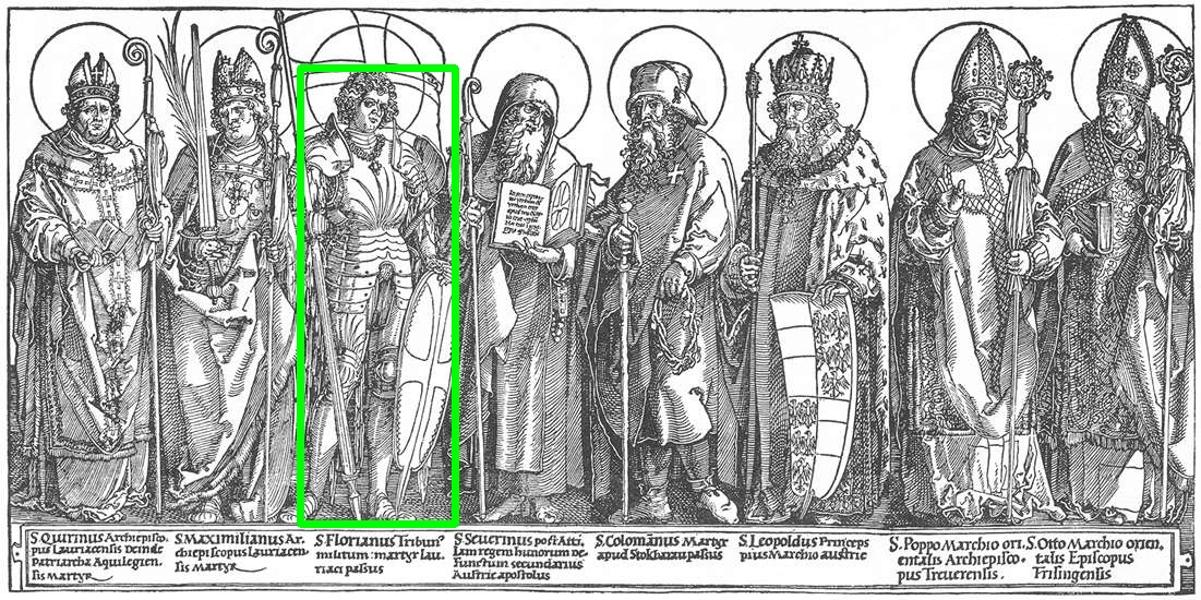 S. Quirinus Archiepisco-
pus Lauriacensis Deinde
patriarcha Aquilegien-
sis Martyr
S. Maximilianus Ar-
chiepiscopus Lauriacen
sis Martyr
S. Florianus Tribun⁹
militum: martyr Lau-
riaci passus
S. Seuerinus post Atti-
Lam regem hunorum
Functum secundarius
Austrie apostolus
S. Colomãnus Martyr
apud Stokharau passus
S. Leopoldus Princeps
pius Marchio austrie
S. Poppo Marchio ori-
entalis Archiepisco-
pus Treuerensis.
S. Otto Marchio orien-
talis Episcopus
Frisingensis